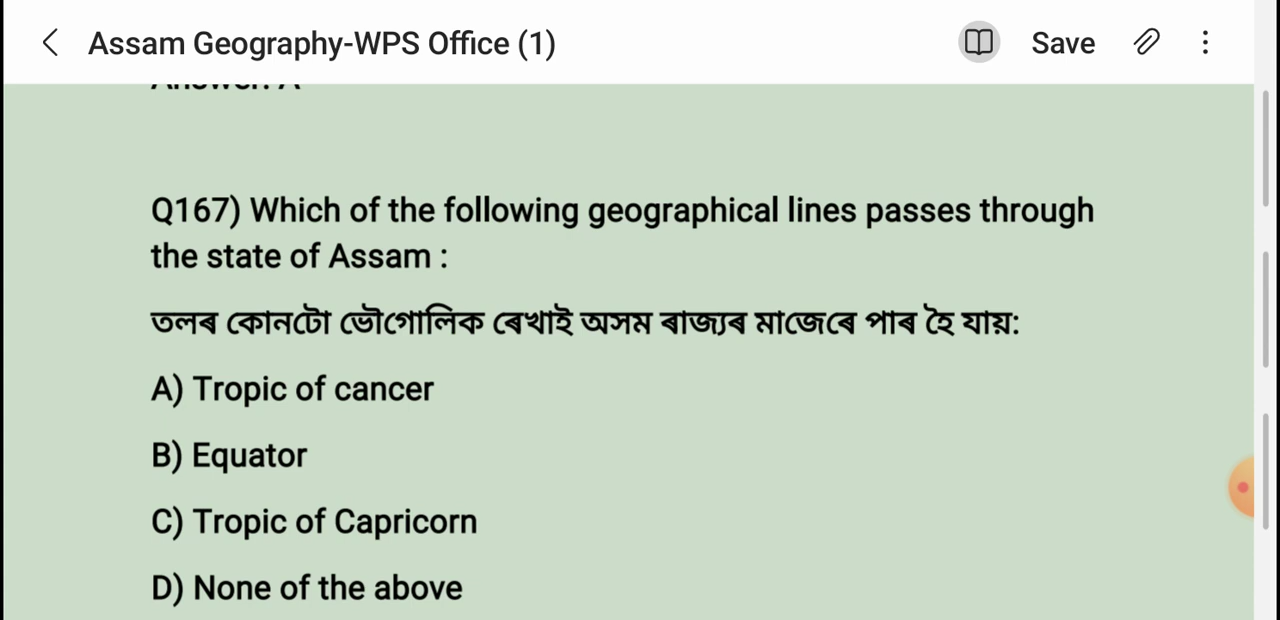 Assam Geography-WPS Office (1)
Save
Answer: A
Q167) Which of the following geographical lines passes through
the state of Assam :
তলৰ কোনটো ভৌগোলিক ৰেখাই অসম ৰাজ্যৰ মাজেৰে পাৰ হৈ যায়:
A) Tropic of cancer
B) Equator
C) Tropic of Capricorn
D) None of the above